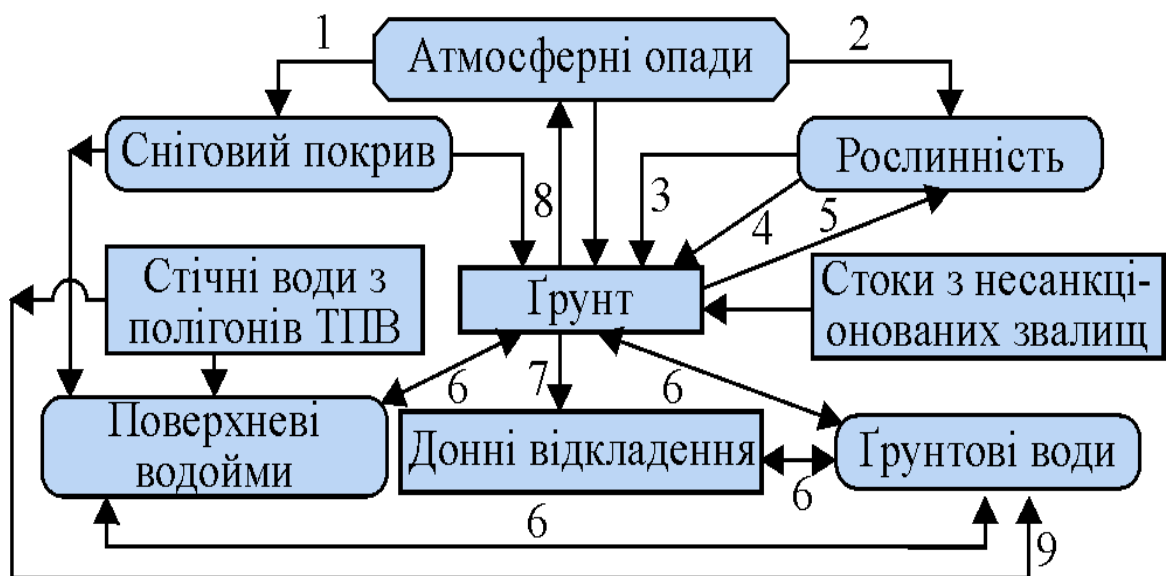 1
Атмосферні опади
2
Сніговий покрив
Рослинність
8
3
4
5
Стічні води з
полігонів ТПВ
Ґрунт
Стоки з несанкці-
онованих звалищ
6
7
6
Поверхневі
водойми
Донні відкладення
6
Ґрунтові води
6
9